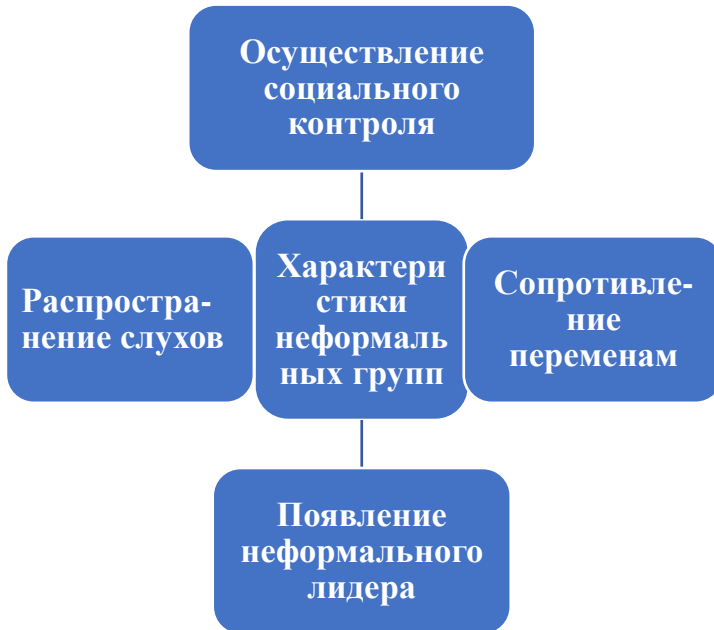 Осуществление
социального
контроля
Распростра-
нение слухов
Характери
стики
неформаль
ных групп
Сопротивле-
ние
переменам
Появление
неформального
лидера